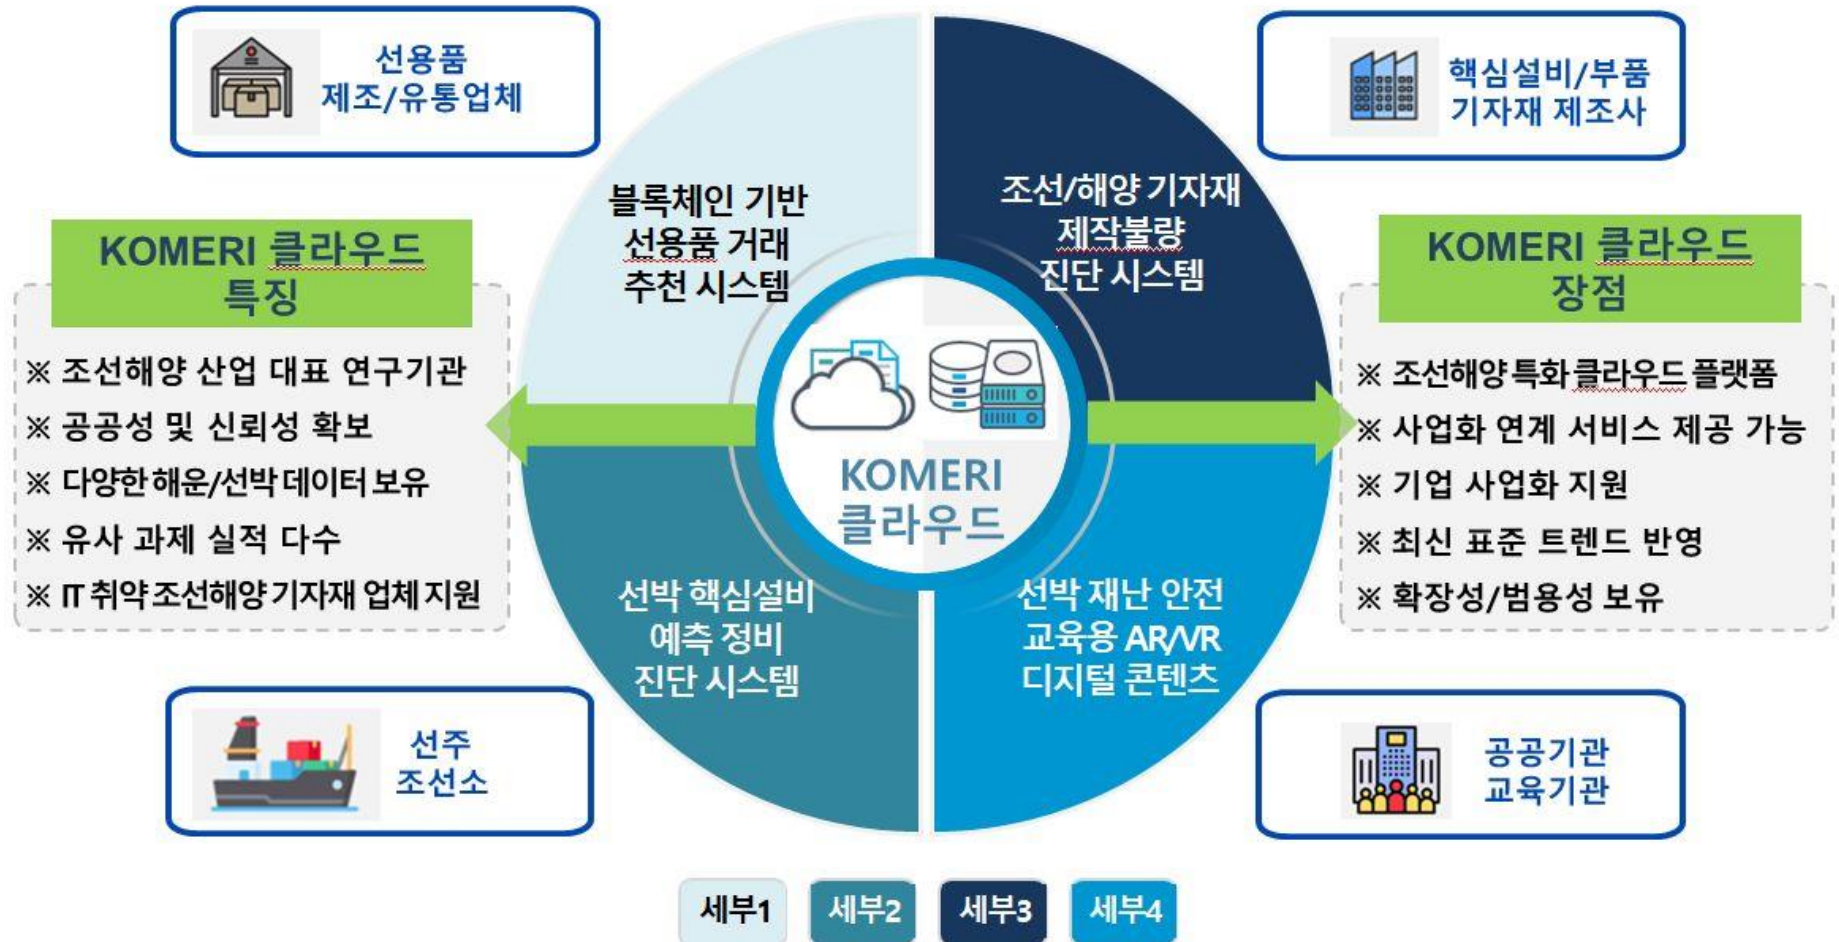 선용품
제조/유통업체
핵심설비/부품
기자재 제조사
블록체인 기반
선용품 거래
추천 시스템
조선/해양 기자재
제작불량
진단 시스템
KOMERI 클라우드
특징
※ 조선해양 산업 대표 연구기관
※ 공공성 및 신뢰성 확보
※ 다양한 해운/선박 데이터 보유
※ 유사 과제 실적 다수
※ IT 취약 조선해양 기자재 업체 지원
KOMERI
클라우드
KOMERI 클라우드
장점
※ 조선해양 특화 클라우드 플랫폼
※ 사업화 연계 서비스 제공 가능
※ 기업 사업화 지원
※ 최신 표준 트렌드 반영
※ 확장성/범용성 보유
선박 핵심설비
예측 정비
진단 시스템
선박 재난 안전
교육용 AR/VR
디지털 콘텐츠
선주
조선소
공공기관
교육기관
세부1
세부2
세부3
세부4